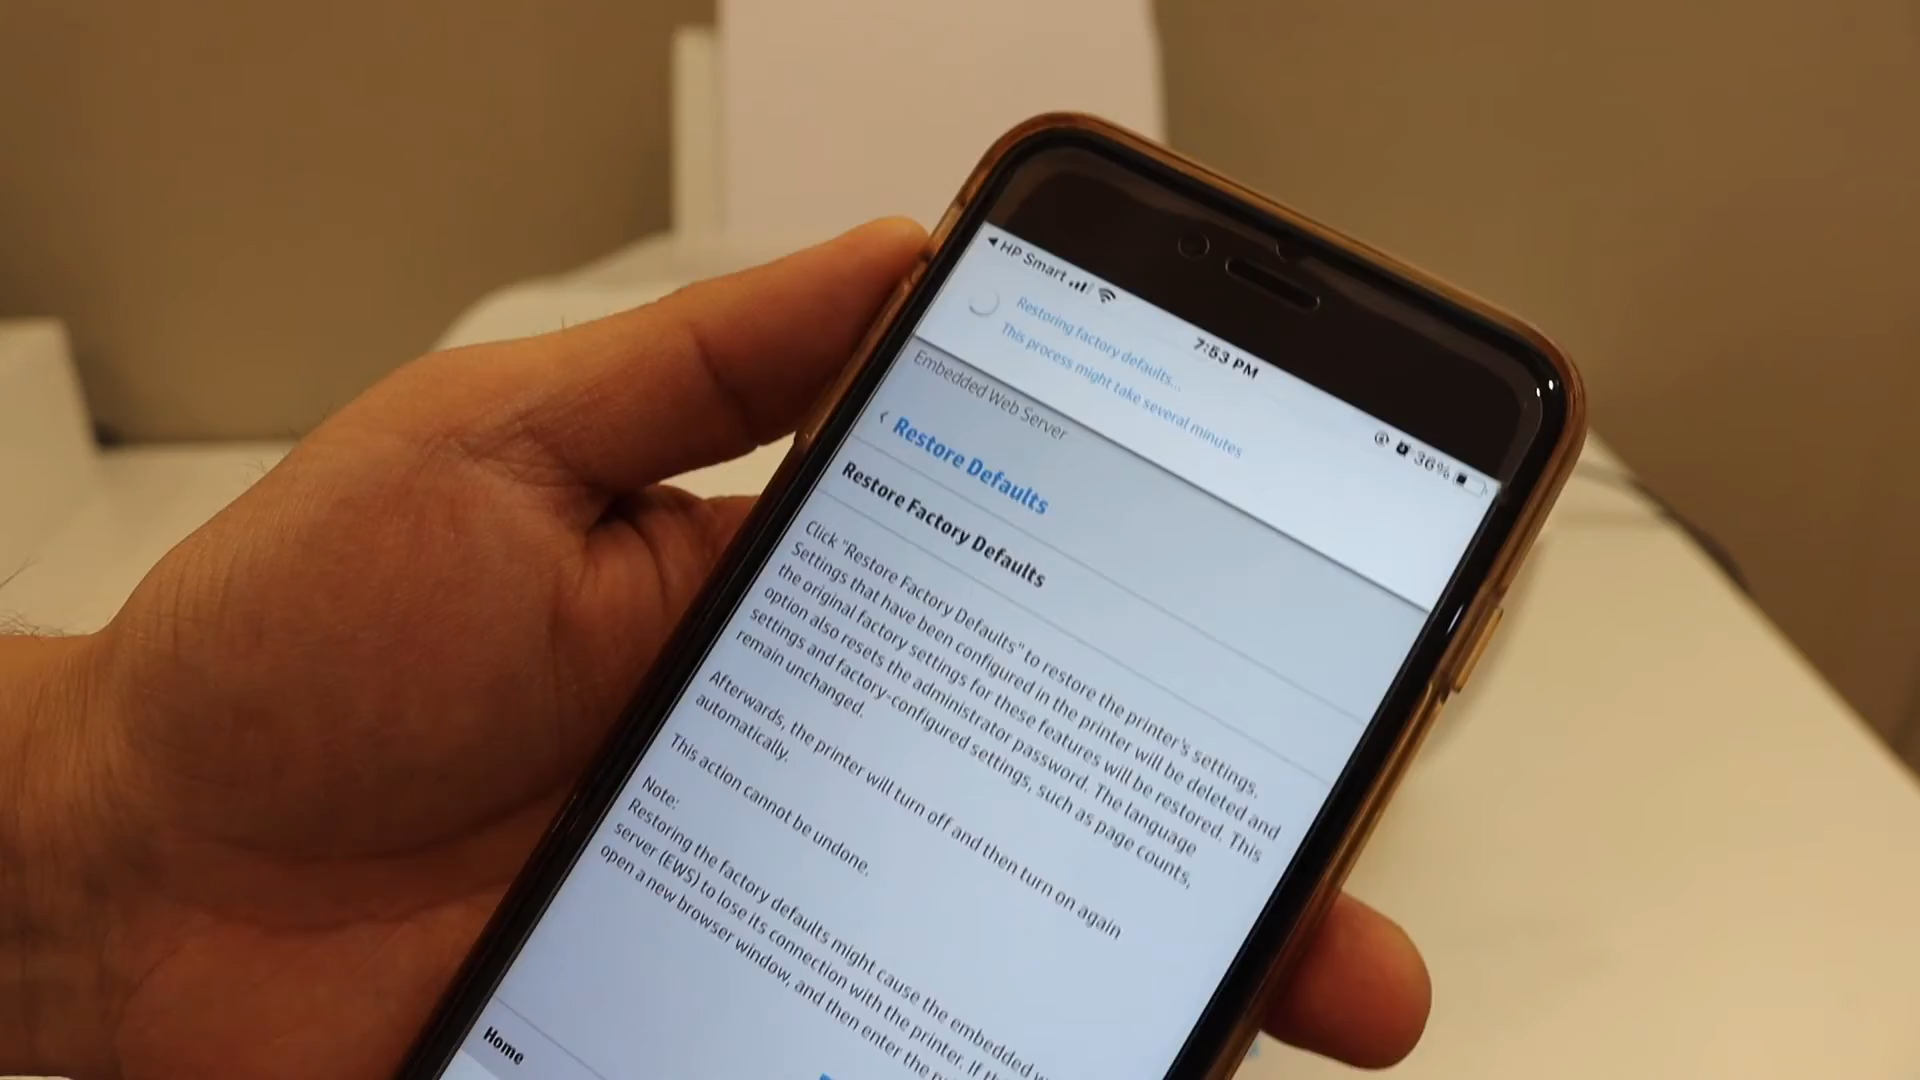 HP Smart
7:53 PM
36%
Restoring factory defaults...
This process might take several minutes
Embedded Web Server
Restore Defaults
Restore Factory Defaults
Click "Restore Factory Defaults" to restore the printer's settings.
Settings that have been configured in the printer will be deleted and
the original factory settings for these features will be restored. This
option also resets the administrator password. The language
settings and factory-configured settings, such as page counts,
remain unchanged.
Afterwards, the printer will turn off and then turn on again
automatically.
This action cannot be undone.
Note:
Restoring the factory defaults might cause the embedded
server (EWS) to lose its connection with the printer. If
open a new browser window, and then enter the
Home